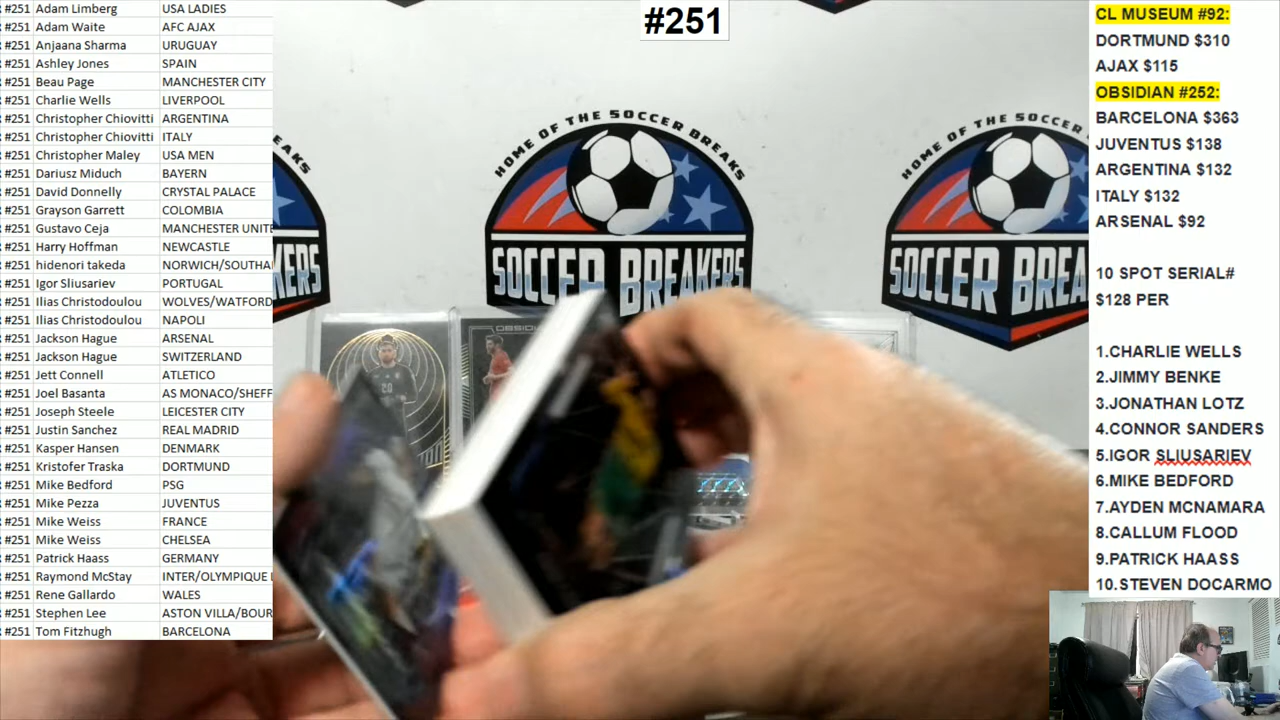 #251 Adam Limberg USA LADIES
#251 Adam Waite AFC AJAX
#251 Anjaana Sharma URUGUAY
#251 Ashley Jones SPAIN
#251 Beau Page MANCHESTER CITY
#251 Charlie Wells LIVERPOOL
#251 Christopher Chiovitti ARGENTINA
#251 Christopher Chiovitti ITALY
#251 Christopher Maley USA MEN
#251 Dariusz Miduch BAYERN
#251 David Donnelly CRYSTAL PALACE
#251 Grayson Garrett COLOMBIA
#251 Gustavo Ceja MANCHESTER UNITE
#251 Harry Hoffman NEWCASTLE
#251 hidenori takeda NORWICH/SOUTHA
#251 Igor Sliusariev PORTUGAL
#251 Ilias Christodoulou WOLVES/WATFORD
#251 Ilias Christodoulou NAPOLI
#251 Jackson Hague ARSENAL
#251 Jackson Hague SWITZERLAND
#251 Jett Connell ATLETICO
#251 Joel Basanta AS MONACO/SHEFF
#251 Joseph Steele LEICESTER CITY
#251 Justin Sanchez REAL MADRID
#251 Kasper Hansen DENMARK
#251 Kristofer Traska DORTMUND
#251 Mike Bedford PSG
#251 Mike Pezza JUVENTUS
#251 Mike Weiss FRANCE
#251 Mike Weiss CHELSEA
#251 Patrick Haass GERMANY
#251 Raymond McStay INTER/OLYMPIQUE
#251 Rene Gallardo WALES
#251 Stephen Lee ASTON VILLA/BOUR
#251 Tom Fitzhugh BARCELONA
#251
EAKS
KERS
HOME OF THE SOCCER BREAKS
SOCCER BREAKERS
HOME OF THE SOCCER
SOCCER BREA
OBSIDI
20
CL MUSEUM #92:
DORTMUND $310
AJAX $115
OBSIDIAN #252:
BARCELONA $363
JUVENTUS $138
ARGENTINA $132
ITALY $132
ARSENAL $92
10 SPOT SERIAL#
$128 PER
1.CHARLIE WELLS
2.JIMMY BENKE
3.JONATHAN LOTZ
4.CONNOR SANDERS
5.IGOR SLIUSARIEV
6.MIKE BEDFORD
7.AYDEN MCNAMARA
8.CALLUM FLOOD
9.PATRICK HAASS
10.STEVEN DOCARMO